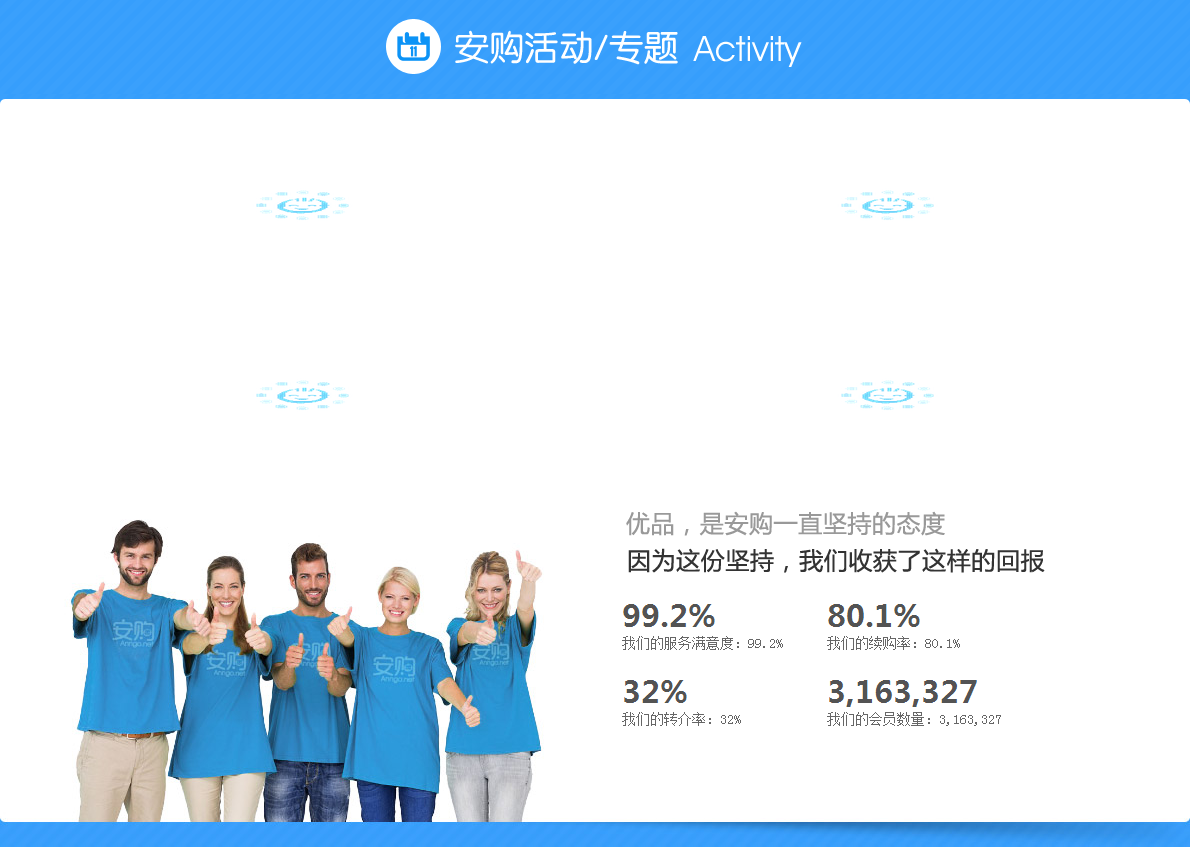 安购活动/专题 Activity
优品，是安购一直坚持的态度
因为这份坚持，我们收获了这样的回报
99.2% 80.1%
我们的服务满意度：99.2% 我们的续购率：80.1%
32% 3,163,327
我们的转介率：32% 我们的会员数量：3,163,327
安购
Anngo.net
安购
Anngo.net
安购
Anngo.net
安购
Anngo.net
安购
Anngo.net